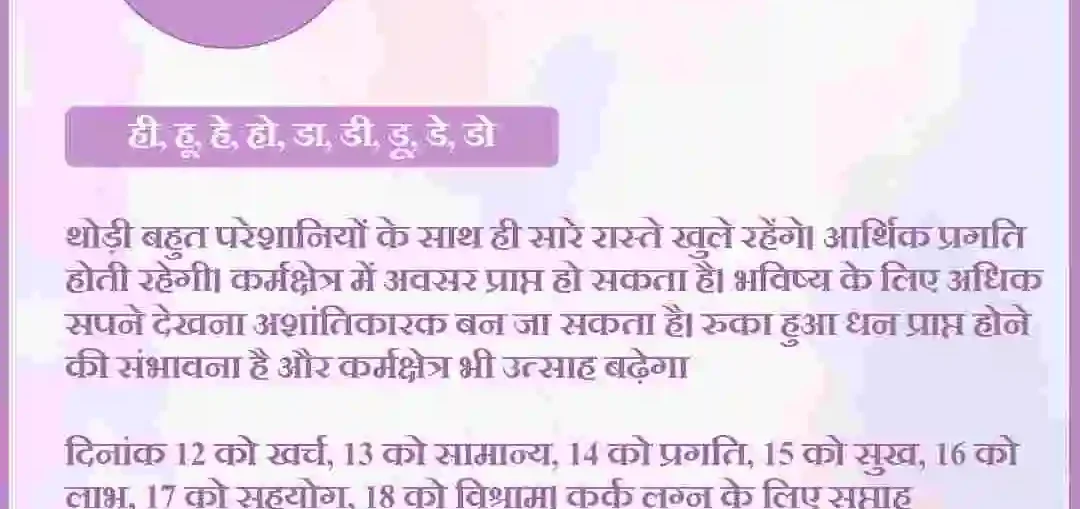 ही, हू, हे, हो, डा, डी, डू, डे, डो
थोड़ी बहुत परेशानियों के साथ ही सारे रास्ते खुले रहेंगे। आर्थिक प्रगति
होती रहेगी। कर्मक्षेत्र में अवसर प्राप्त हो सकता है। भविष्य के लिए अधिक
सपने देखना अशांतिकारक बन जा सकता है। रुका हुआ धन प्राप्त होने
की संभावना है और कर्मक्षेत्र भी उत्साह बढ़ेगा
दिनांक 12 को खर्च, 13 को सामान्य, 14 को प्रगति, 15 को सुख, 16 को
लाभ, 17 को सहयोग, 18 को विश्राम। कर्क लग्न के लिए सप्ताह